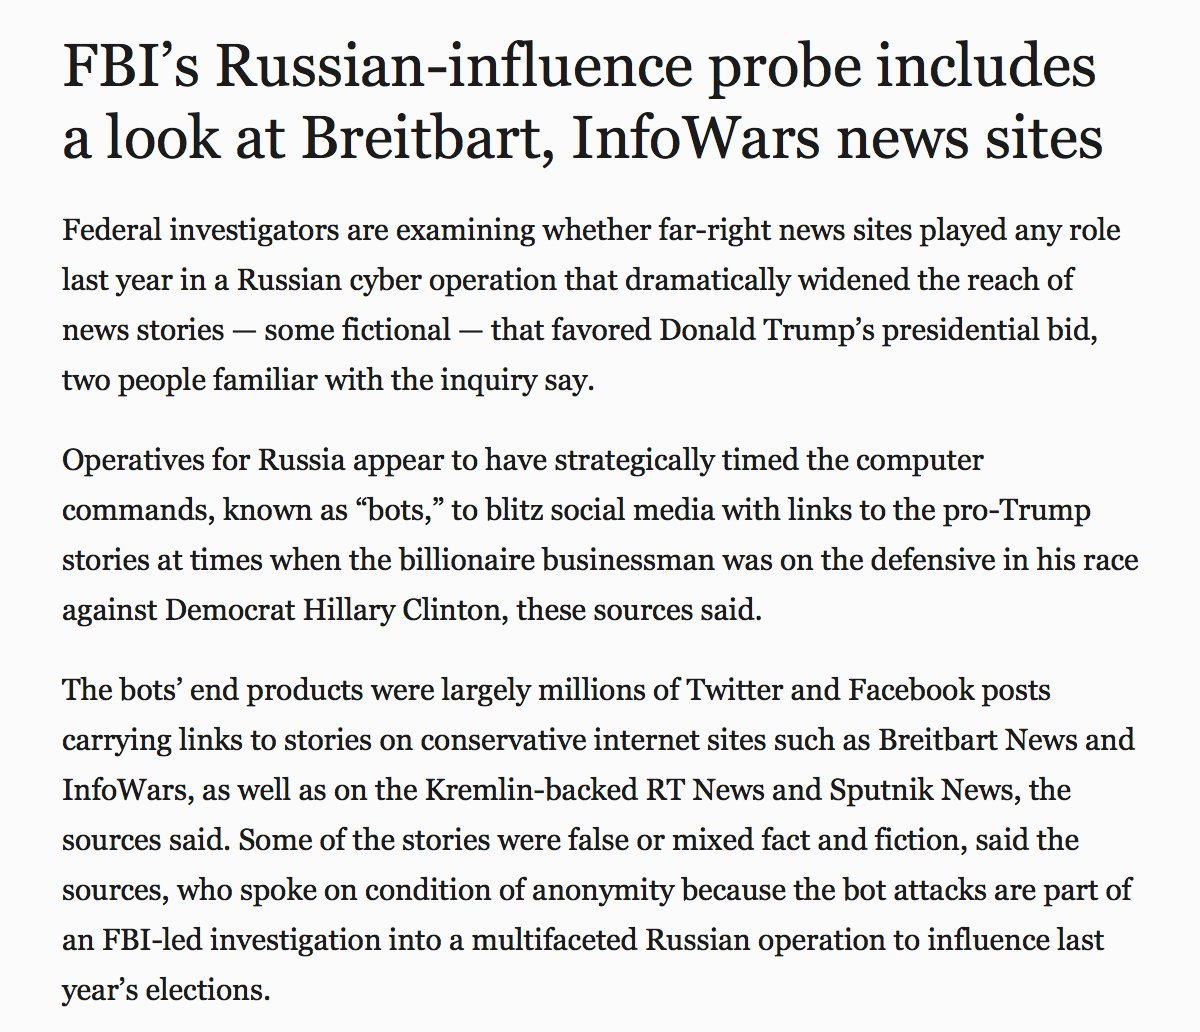 FBI’s Russian-influence probe includes
a look at Breitbart, InfoWars news sites
Federal investigators are examining whether far-right news sites played any role
last year in a Russian cyber operation that dramatically widened the reach of
news stories — some fictional — that favored Donald Trump’s presidential bid,
two people familiar with the inquiry say.
Operatives for Russia appear to have strategically timed the computer
commands, known as “bots,” to blitz social media with links to the pro-Trump
stories at times when the billionaire businessman was on the defensive in his race
against Democrat Hillary Clinton, these sources said.
The bots’ end products were largely millions of Twitter and Facebook posts
carrying links to stories on conservative internet sites such as Breitbart News and
InfoWars, as well as on the Kremlin-backed RT News and Sputnik News, the
sources said. Some of the stories were false or mixed fact and fiction, said the
sources, who spoke on condition of anonymity because the bot attacks are part of
an FBI-led investigation into a multifaceted Russian operation to influence last
year’s elections.